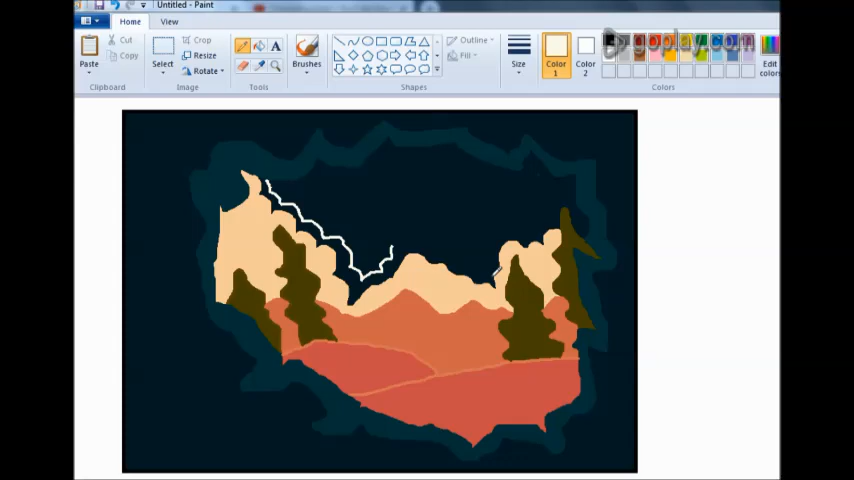 Untitled - Paint
Home View
Cut
Copy
Paste
Clipboard
Crop
Resize
Rotate
Select
Image
A
Tools
Brushes
Outline
Fill
Shapes
Size
Color 1
Color 2
Edit colors
Colors